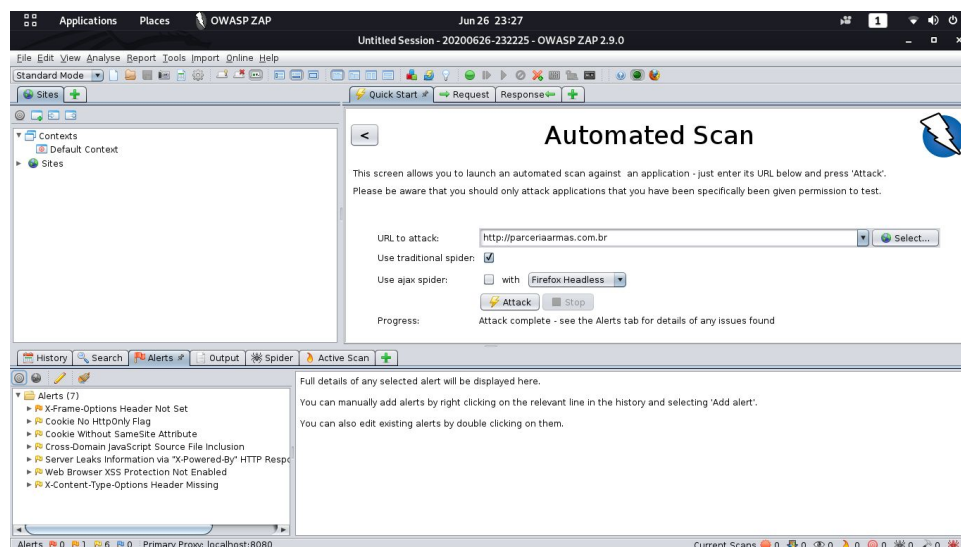 Applications Places OWASP ZAP Jun 26 23:27 1
Untitled Session - 20200626-232225 - OWASP ZAP 2.9.0
File Edit View Analyse Report Tools Import Online Help
Standard Mode
Sites
Quick Start Request Response
Contexts
Default Context
Sites
<
Automated Scan
This screen allows you to launch an automated scan against an application - just enter its URL below and press 'Attack'.
Please be aware that you should only attack applications that you have been specifically been given permission to test.
URL to attack: http://parceriaarmas.com.br Select...
Use traditional spider:
Use ajax spider: with Firefox Headless
Attack Stop
Progress: Attack complete - see the Alerts tab for details of any issues found
History Search Alerts Output Spider Active Scan
Alerts (7)
X-Frame-Options Header Not Set
Cookie No HttpOnly Flag
Cookie Without SameSite Attribute
Cross-Domain JavaScript Source File Inclusion
Server Leaks Information via "X-Powered-By" HTTP Respo
Web Browser XSS Protection Not Enabled
X-Content-Type-Options Header Missing
Full details of any selected alert will be displayed here.
You can manually add alerts by right clicking on the relevant line in the history and selecting 'Add alert'.
You can also edit existing alerts by double clicking on them.
Alerts 0 1 6 0 Primary Proxy: localhost:8080 Current Scans 0 0 0 0 0 0 0